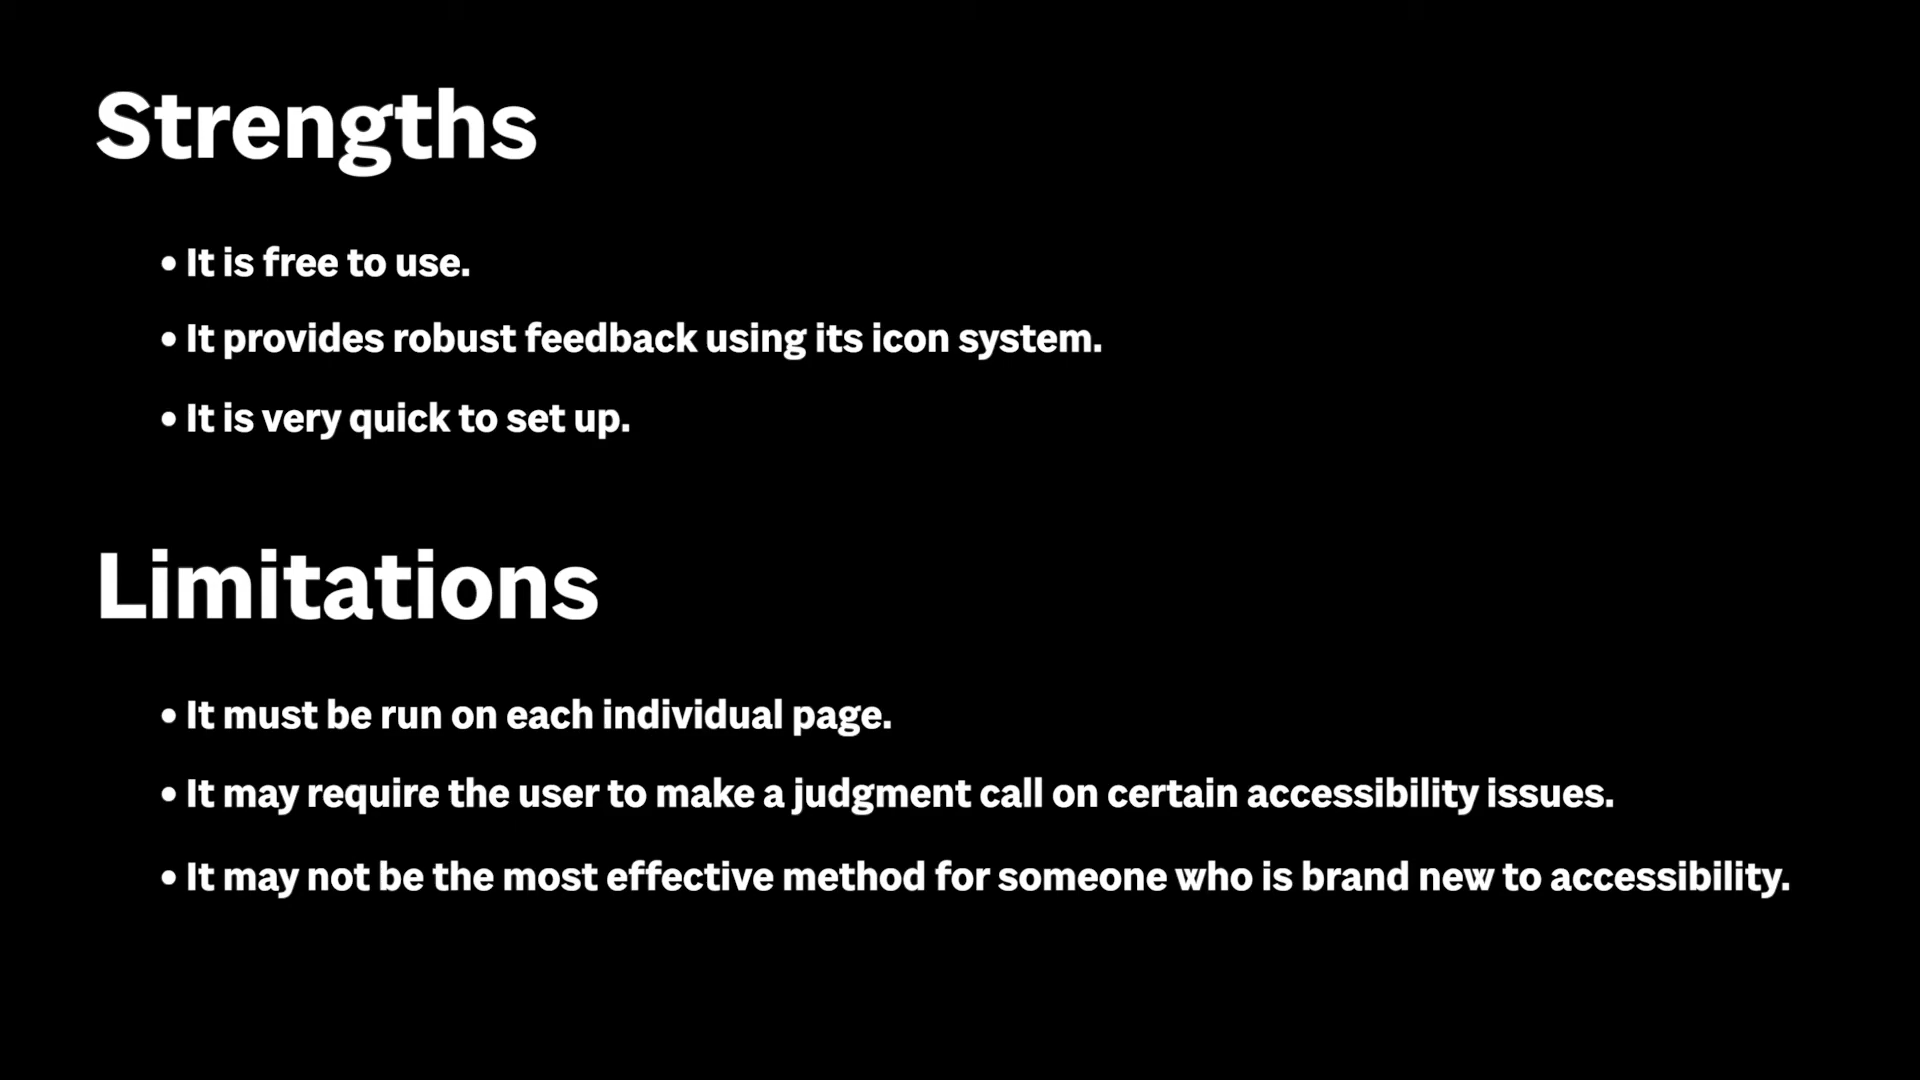 Strengths
• It is free to use.
• It provides robust feedback using its icon system.
• It is very quick to set up.
Limitations
• It must be run on each individual page.
• It may require the user to make a judgment call on certain accessibility issues.
• It may not be the most effective method for someone who is brand new to accessibility.